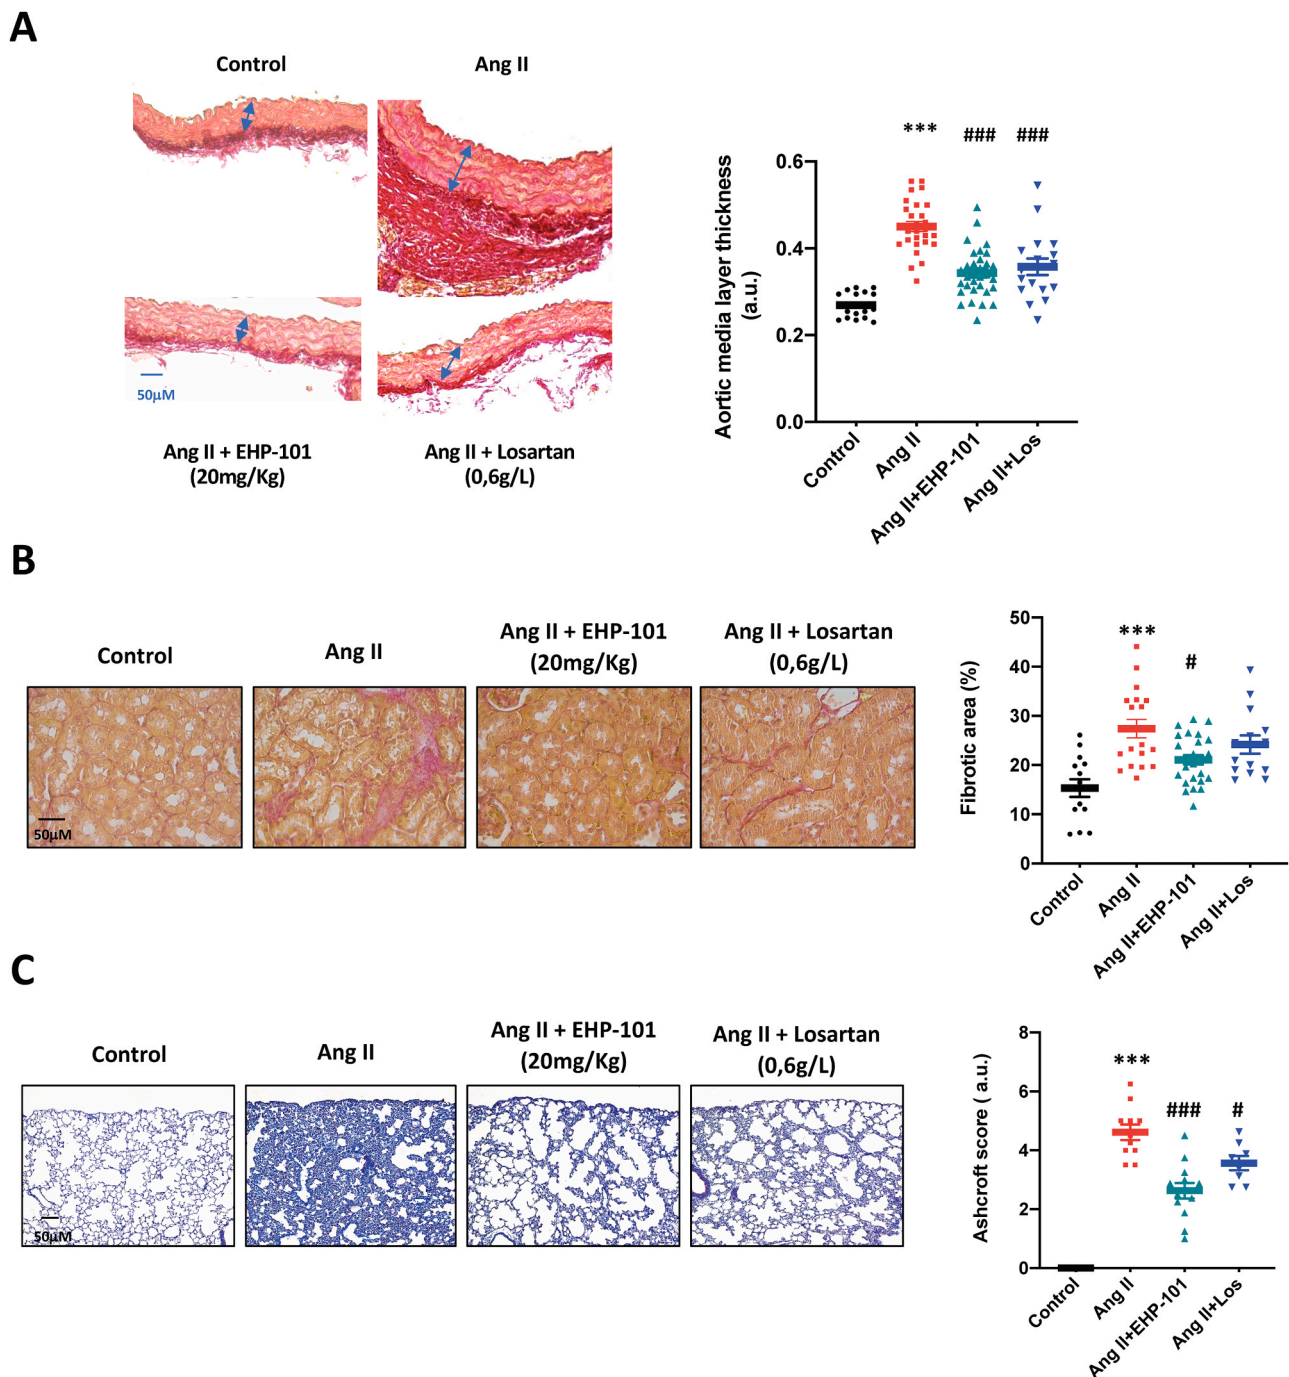 A
Control
Ang II
50µM
Ang II + EHP-101
(20mg/Kg)
Ang II + Losartan
(0,6g/L)
Aortic media layer thickness
(a.u.)
0.6
0.4
0.2
0.0
***
###
###
Control
Ang II
Ang II+EHP-101
Ang II+Los
B
Control
Ang II
Ang II + EHP-101
(20mg/Kg)
Ang II + Losartan
(0,6g/L)
50µM
Fibrotic area (%)
50
40
30
20
10
0
***
#
Control
Ang II
Ang II+EHP-101
Ang II+Los
C
Control
Ang II
Ang II + EHP-101
(20mg/Kg)
Ang II + Losartan
(0,6g/L)
50µM
Ashcroft score ( a.u.)
8
6
4
2
0
***
###
#
Control
Ang II
Ang II+EHP-101
Ang II+Los